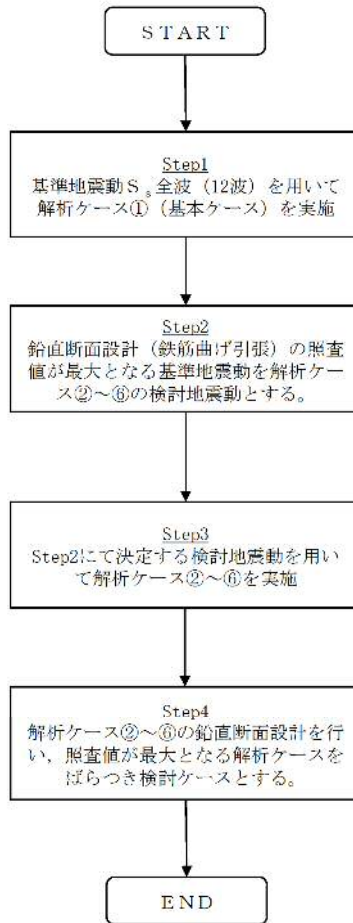 START
Step1
基準地震動Ｓｓ全波（12波）を用いて
解析ケース①（基本ケース）を実施
Step2
鉛直断面設計（鉄筋曲げ引張）の照査
値が最大となる基準地震動を解析ケー
ス②～⑥の検討地震動とする。
Step3
Step2にて決定する検討地震動を用い
て解析ケース②～⑥を実施
Step4
解析ケース②～⑥の鉛直断面設計を行
い，照査値が最大となる解析ケースを
ばらつき検討ケースとする。
END